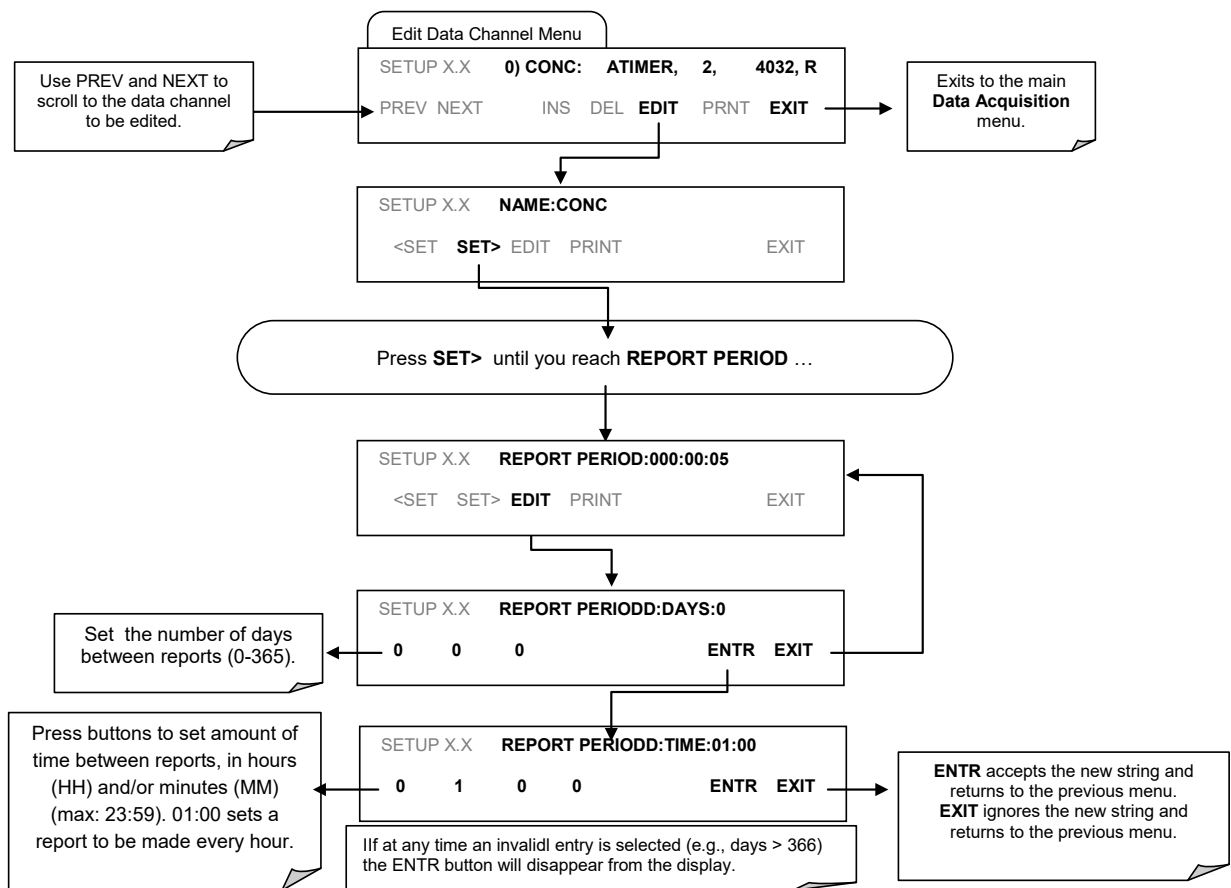 Edit Data Channel Menu
Use PREV and NEXT to
scroll to the data channel
to be edited.
SETUP X.X 0) CONC: ATIMER, 2, 4032, R
PREV NEXT INS DEL EDIT PRNT EXIT
Exits to the main
Data Acquisition
menu.
SETUP X.X NAME:CONC
<SET SET> EDIT PRINT EXIT
Press SET> until you reach REPORT PERIOD …
SETUP X.X REPORT PERIOD:000:00:05
<SET SET> EDIT PRINT EXIT
SETUP X.X REPORT PERIODD:DAYS:0
0 0 0 ENTR EXIT
Set the number of days
between reports (0-365).
Press buttons to set amount of
time between reports, in hours
(HH) and/or minutes (MM)
(max: 23:59). 01:00 sets a
report to be made every hour.
SETUP X.X REPORT PERIODD:TIME:01:00
0 1 0 0 ENTR EXIT
ENTR accepts the new string and
returns to the previous menu.
EXIT ignores the new string and
returns to the previous menu.
IIf at any time an invalidl entry is selected (e.g., days > 366)
the ENTR button will disappear from the display.